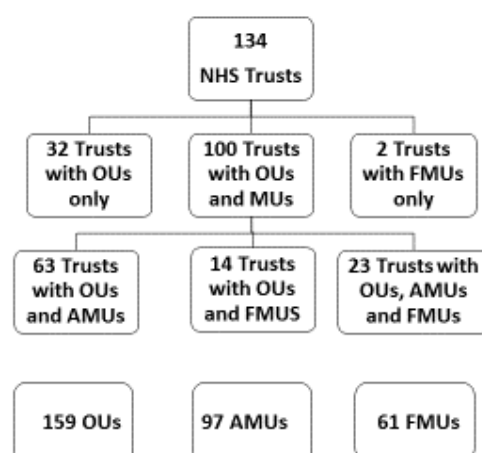 134
NHS Trusts
32 Trusts
with OUs
only
100 Trusts
with OUs
and MUs
2 Trusts
with FMUs
only
63 Trusts
with OUs
and AMUs
14 Trusts
with OUs
and FMUS
23 Trusts with
OUs, AMUs
and FMUs
159 OUs
97 AMUs
61 FMUs